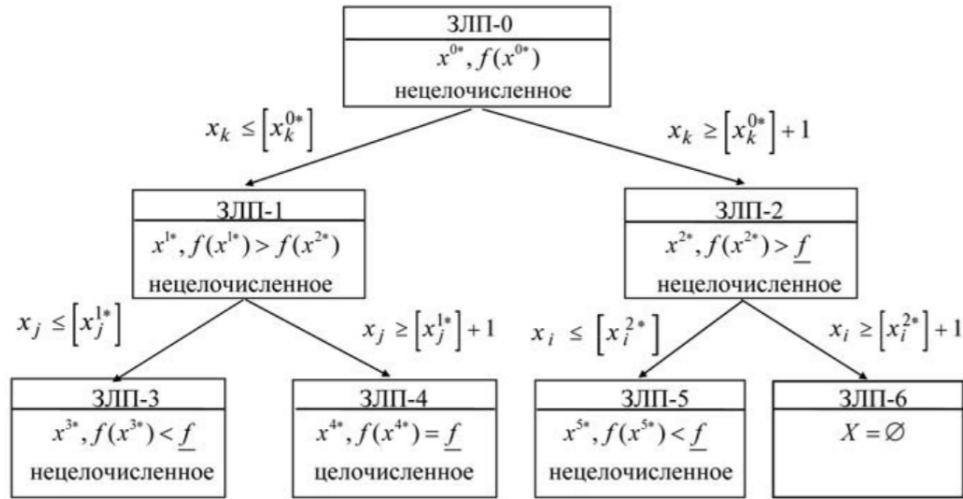 ЗЛП-0
x^{0*}, f(x^{0*})
нецелочисленное
x_k ≤ [x_k^{0*}]
x_k ≥ [x_k^{0*}] + 1
ЗЛП-1
x^{1*}, f(x^{1*}) > f(x^{2*})
нецелочисленное
ЗЛП-2
x^{2*}, f(x^{2*}) > <u>f</u>
нецелочисленное
x_j ≤ [x_j^{1*}]
x_j ≥ [x_j^{1*}] + 1
x_i ≤ [x_i^{2*}]
x_i ≥ [x_i^{2*}] + 1
ЗЛП-3
x^{3*}, f(x^{3*}) < <u>f</u>
нецелочисленное
ЗЛП-4
x^{4*}, f(x^{4*}) = <u>f</u>
целочисленное
ЗЛП-5
x^{5*}, f(x^{5*}) < <u>f</u>
нецелочисленное
ЗЛП-6
X = ∅